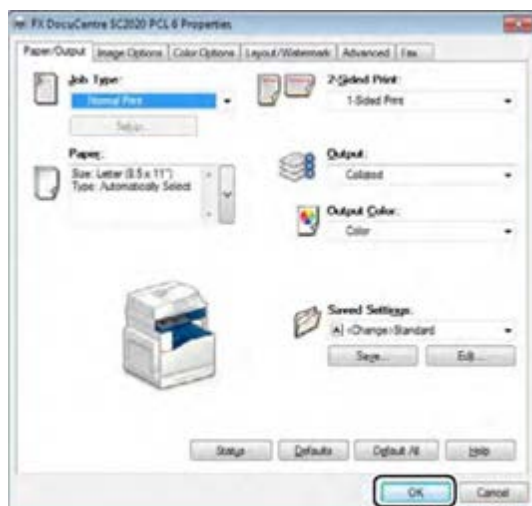 FX DocuCentre SC2020 PCL 6 Properties
Paper/Output Image Options Color Options Layout/Watermark Advanced Fax
Job Type:
Normal Print
Setup...
Paper:
Size: Letter (8.5 x 11")
Type: Automatically Select
2-Sided Print:
1-Sided Print
Output:
Collated
Output Color:
Color
Saved Settings:
<Change>Standard
Save... Edit...
Status Defaults Default All Help
OK Cancel